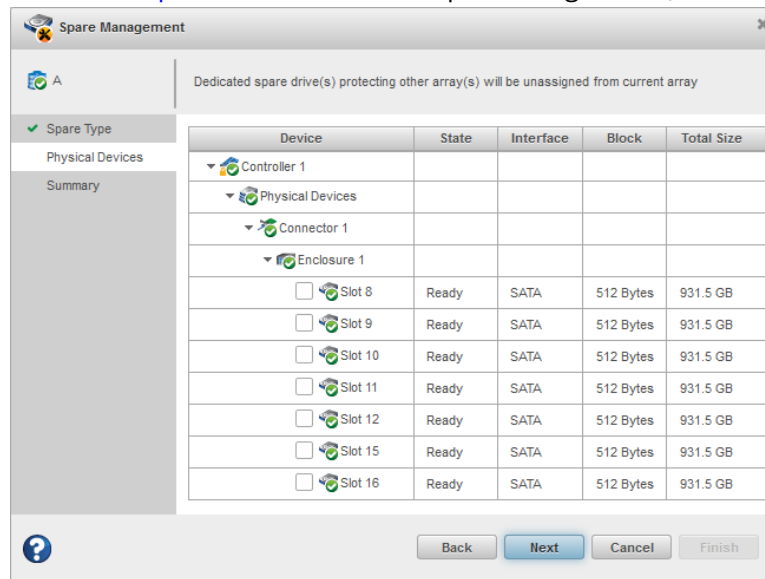 Spare Management
A
Dedicated spare drive(s) protecting other array(s) will be unassigned from current array
Spare Type
Physical Devices
Summary
Device State Interface Block Total Size
Controller 1
Physical Devices
Connector 1
Enclosure 1
Slot 8 Ready SATA 512 Bytes 931.5 GB
Slot 9 Ready SATA 512 Bytes 931.5 GB
Slot 10 Ready SATA 512 Bytes 931.5 GB
Slot 11 Ready SATA 512 Bytes 931.5 GB
Slot 12 Ready SATA 512 Bytes 931.5 GB
Slot 15 Ready SATA 512 Bytes 931.5 GB
Slot 16 Ready SATA 512 Bytes 931.5 GB
? Back Next Cancel Finish